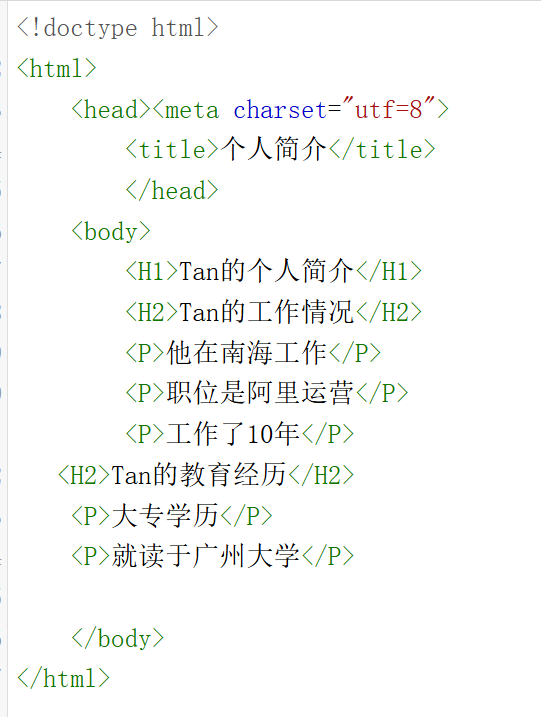 <!doctype html>
<html>
<head><meta charset="utf=8">
<title>个人简介</title>
</head>
<body>
<H1>Tan的个人简介</H1>
<H2>Tan的工作情况</H2>
<P>他在南海工作</P>
<P>职位是阿里运营</P>
<P>工作了10年</P>
<H2>Tan的教育经历</H2>
<P>大专学历</P>
<P>就读于广州大学</P>
</body>
</html>